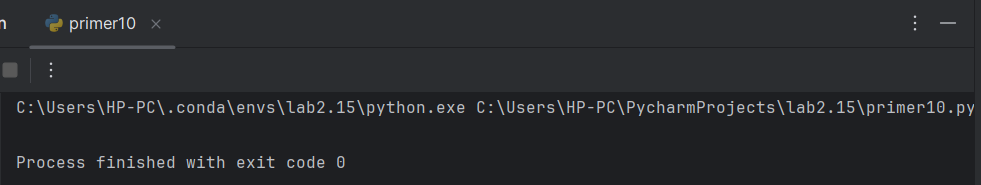 n primer10
C:\Users\HP-PC\.conda\envs\lab2.15\python.exe C:\Users\HP-PC\PycharmProjects\lab2.15\primer10.py
Process finished with exit code 0